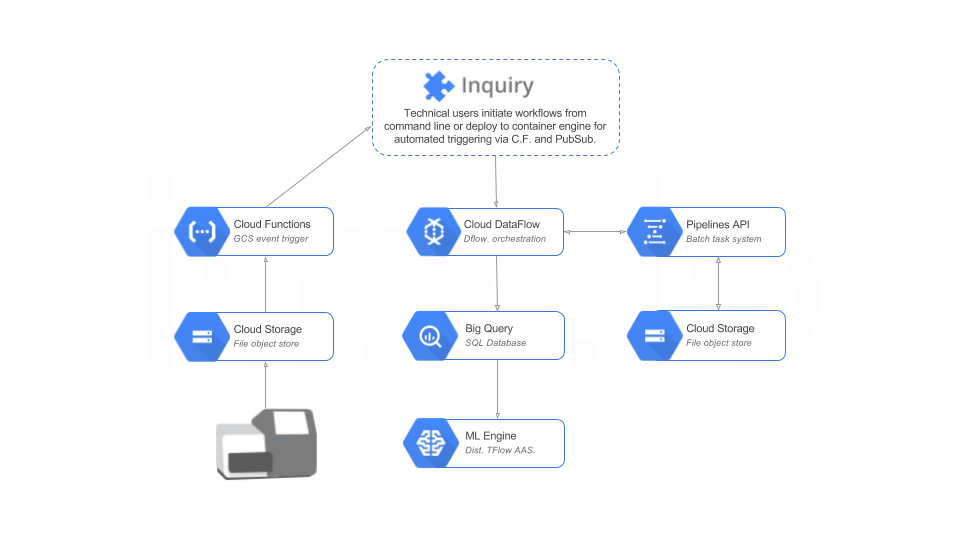 Inquiry
Technical users initiate workflows from
command line or deploy to container engine for
automated triggering via C.F. and PubSub.
Cloud Functions
GCS event trigger
Cloud DataFlow
Dflow. orchestration
Pipelines API
Batch task system
Cloud Storage
File object store
Big Query
SQL Database
Cloud Storage
File object store
ML Engine
Dist. TFlow AAS.